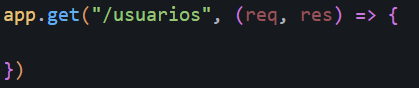 app.get("/usuarios", (req, res) => {
})